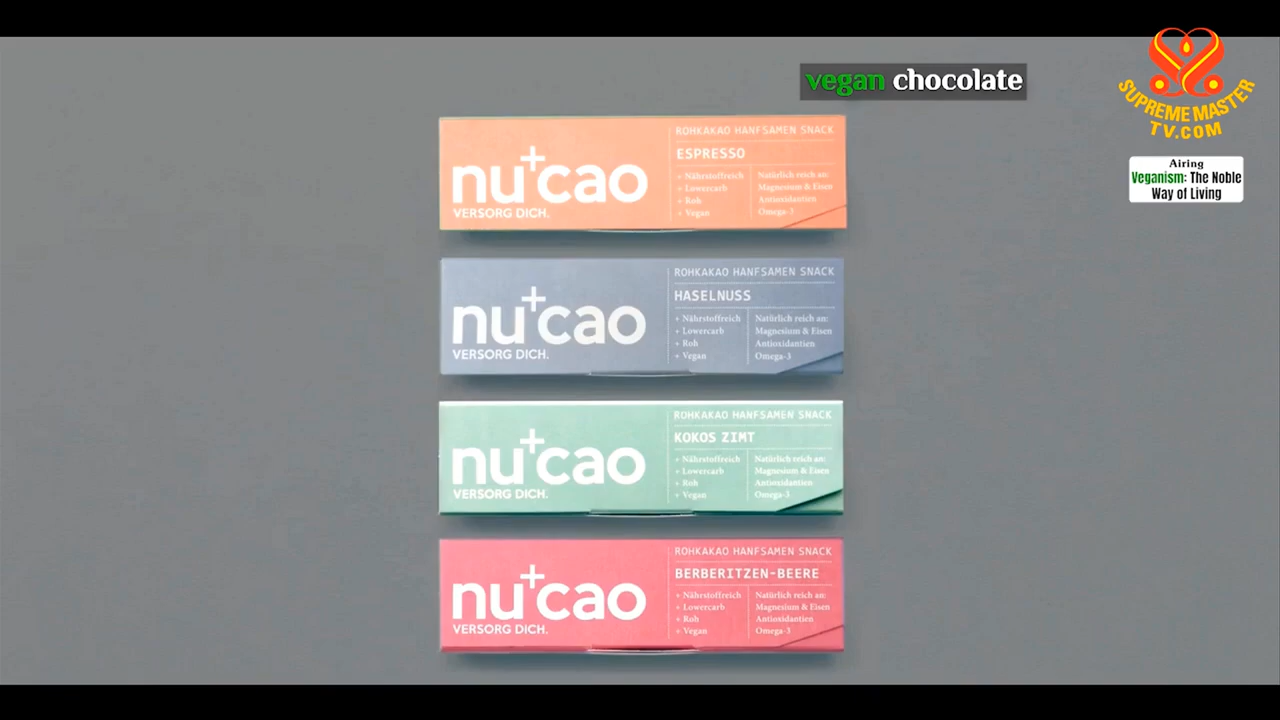 vegan chocolate
SUPREME MASTER
TV.COM
Airing
Veganism: The Noble
Way of Living
nu+cao
VERSORG DICH.
ROHKAKAO HANFSAMEN SNACK
ESPRESSO
+ Nährstoffreich
+ Lowercarb
+ Roh
+ Vegan
Natürlich reich an:
Magnesium & Eisen
Antioxidantien
Omega-3
nu+cao
VERSORG DICH.
ROHKAKAO HANFSAMEN SNACK
HASELNUSS
+ Nährstoffreich
+ Lowercarb
+ Roh
+ Vegan
Natürlich reich an:
Magnesium & Eisen
Antioxidantien
Omega-3
nu+cao
VERSORG DICH.
ROHKAKAO HANFSAMEN SNACK
KOKOS ZIMT
+ Nährstoffreich
+ Lowercarb
+ Roh
+ Vegan
Natürlich reich an:
Magnesium & Eisen
Antioxidantien
Omega-3
nu+cao
VERSORG DICH.
ROHKAKAO HANFSAMEN SNACK
BERBERITZEN-BEERE
+ Nährstoffreich
+ Lowercarb
+ Roh
+ Vegan
Natürlich reich an:
Magnesium & Eisen
Antioxidantien
Omega-3